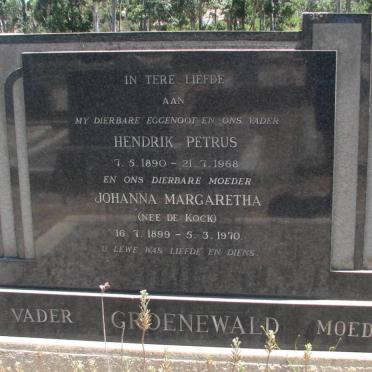 IN TERE LIEFDE
AAN
MY DIERBARE EGGENOOT EN ONS VADER
HENDRIK PETRUS
7.5.1890 – 21.7.1968
EN ONS DIERBARE MOEDER
JOHANNA MARGARETHA
(NEE DE KOCK)
16.7.1899 – 5.3.1970
U LEWE WAS LIEFDE EN DIENS
VADER GROENEWALD MOED